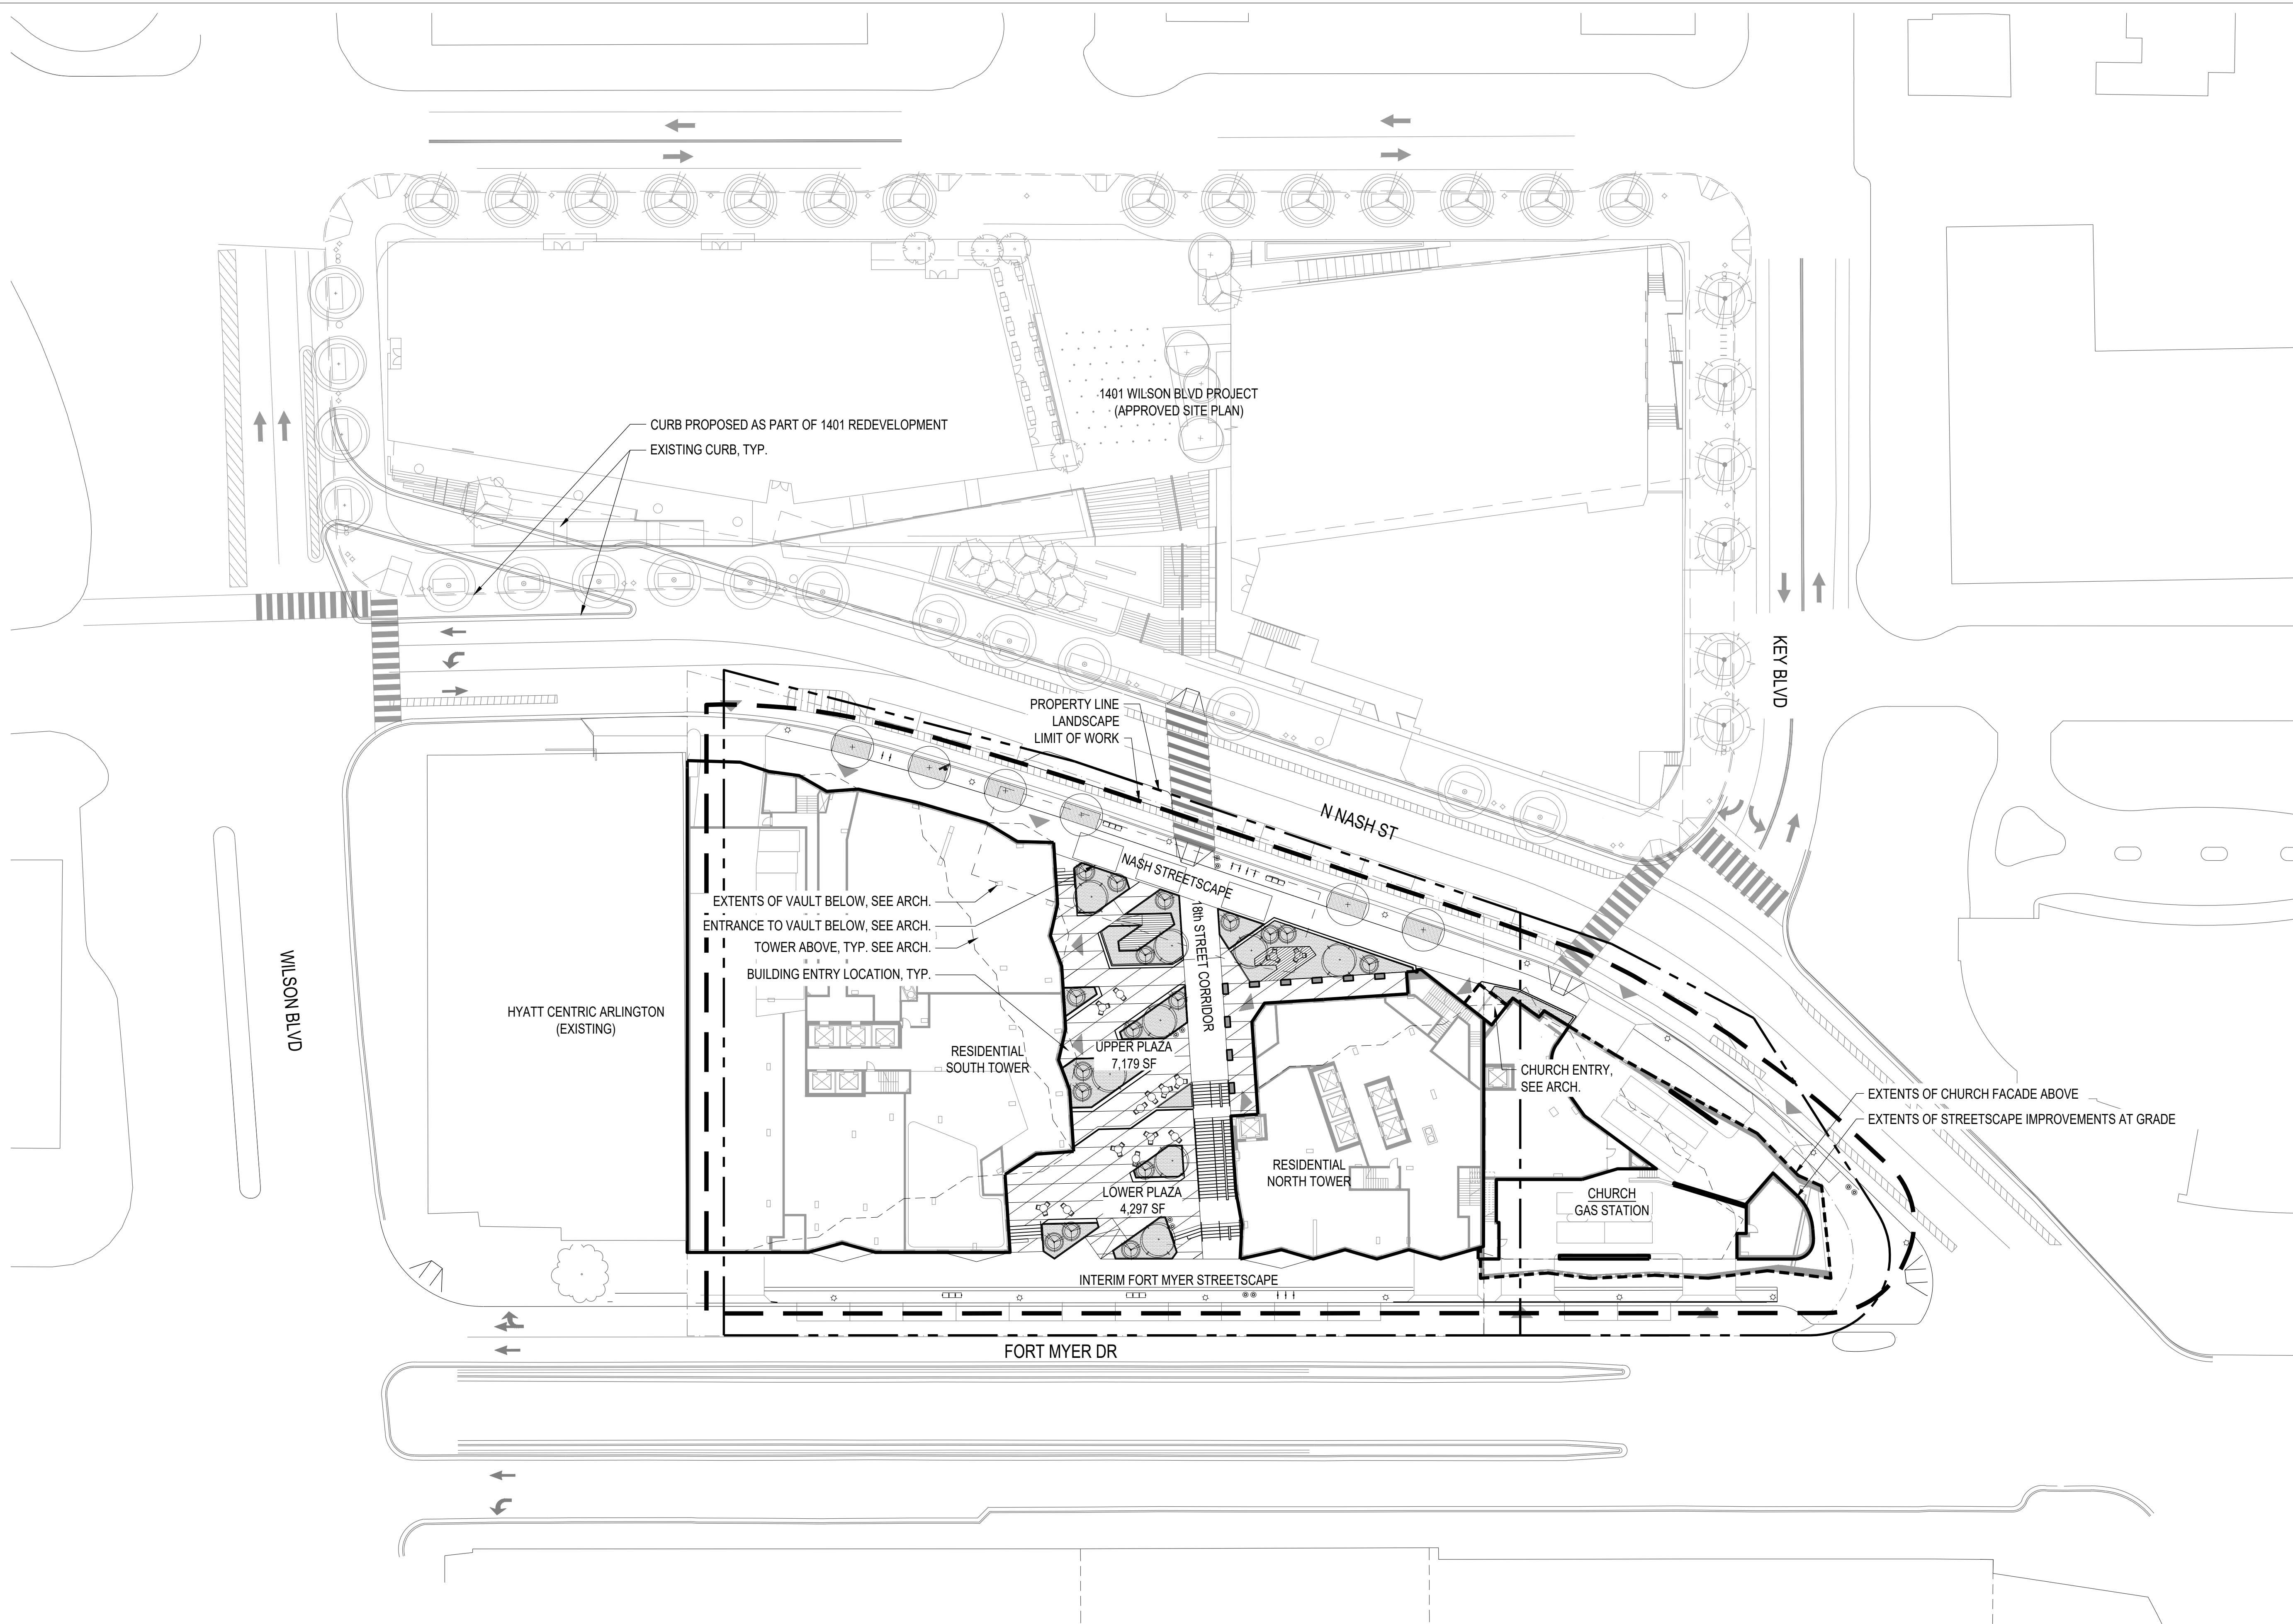 1401 WILSON BLVD PROJECT
(APPROVED SITE PLAN)
CURB PROPOSED AS PART OF 1401 REDEVELOPMENT
EXISTING CURB, TYP.
KEY BLVD
PROPERTY LINE
LANDSCAPE
LIMIT OF WORK
N NASH ST
NASH STREETSCAPE
EXTENTS OF VAULT BELOW, SEE ARCH.
ENTRANCE TO VAULT BELOW, SEE ARCH.
TOWER ABOVE, TYP. SEE ARCH.
BUILDING ENTRY LOCATION, TYP.
18th STREET CORRIDOR
WILSON BLVD
HYATT CENTRIC ARLINGTON
(EXISTING)
RESIDENTIAL
SOUTH TOWER
UPPER PLAZA
7,179 SF
CHURCH ENTRY,
SEE ARCH.
EXTENTS OF CHURCH FACADE ABOVE
EXTENTS OF STREETSCAPE IMPROVEMENTS AT GRADE
RESIDENTIAL
NORTH TOWER
LOWER PLAZA
4,297 SF
CHURCH
GAS STATION
INTERIM FORT MYER STREETSCAPE
FORT MYER DR